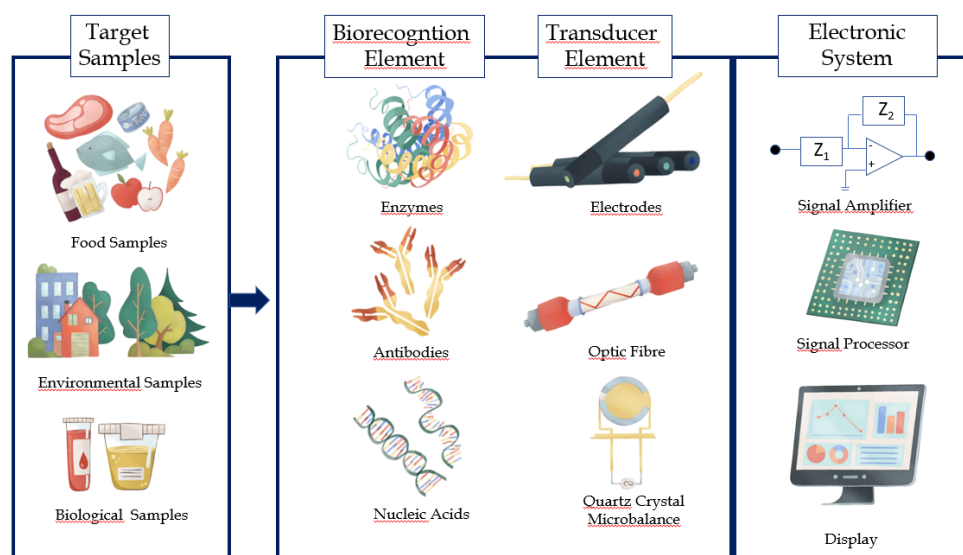 Target
Samples
Food Samples
Environmental Samples
Biological Samples
Biorecogntion
Element
Enzymes
Antibodies
Nucleic Acids
Transducer
Element
Electrodes
Optic Fibre
Quartz Crystal
Microbalance
Electronic
System
Z2
Z1
-
+
Signal Amplifier
Signal Processor
Display